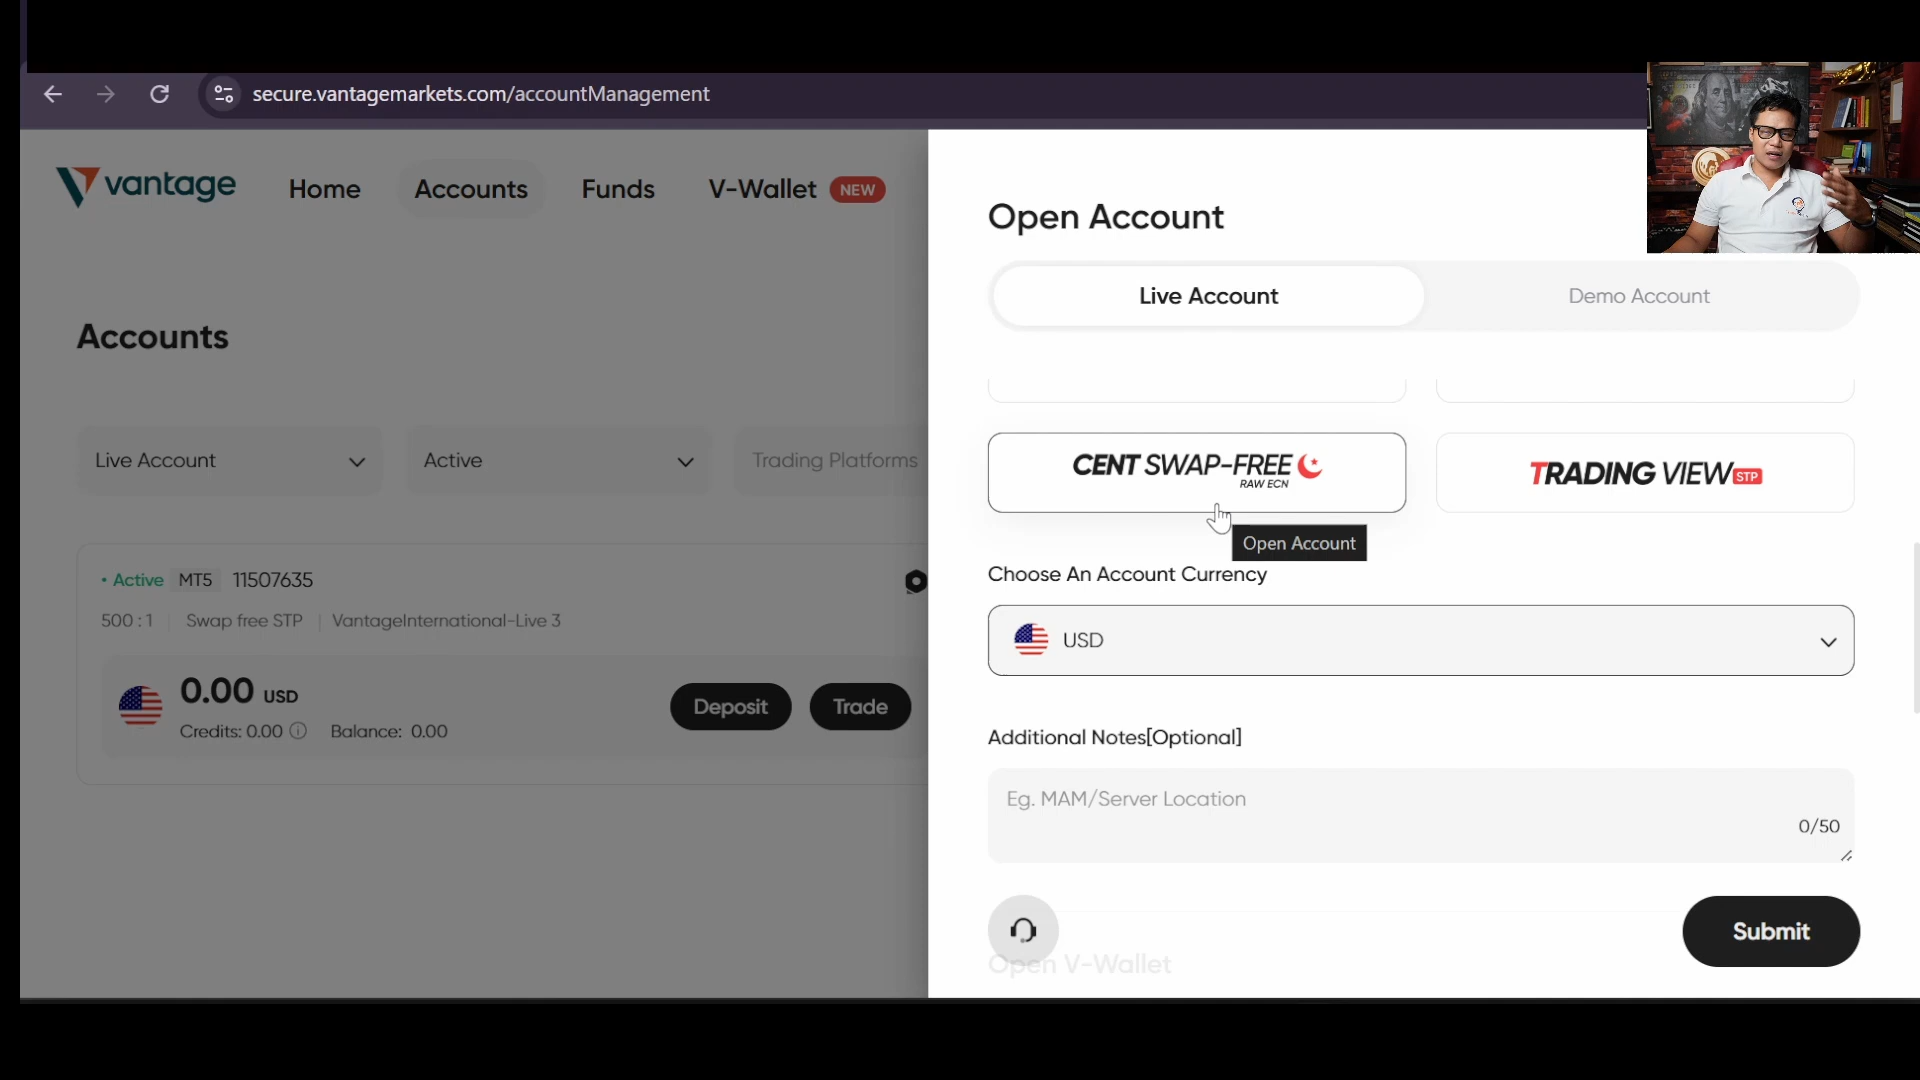 secure.vantagemarkets.com/accountManagement
vantage
Home
Accounts
Funds
V-Wallet NEW
Accounts
Live Account
Active
Trading Platforms
• Active MT5 11507635
500 : 1 | Swap free STP | VantageInternational-Live 3
0.00 USD
Credits: 0.00 Balance: 0.00
Deposit
Trade
Open Account
Live Account
Demo Account
CENT SWAP-FREE
RAW ECN
TRADING VIEW STP
Open Account
Choose An Account Currency
USD
Additional Notes[Optional]
Eg. MAM/Server Location
0/50
Open V-Wallet
Submit